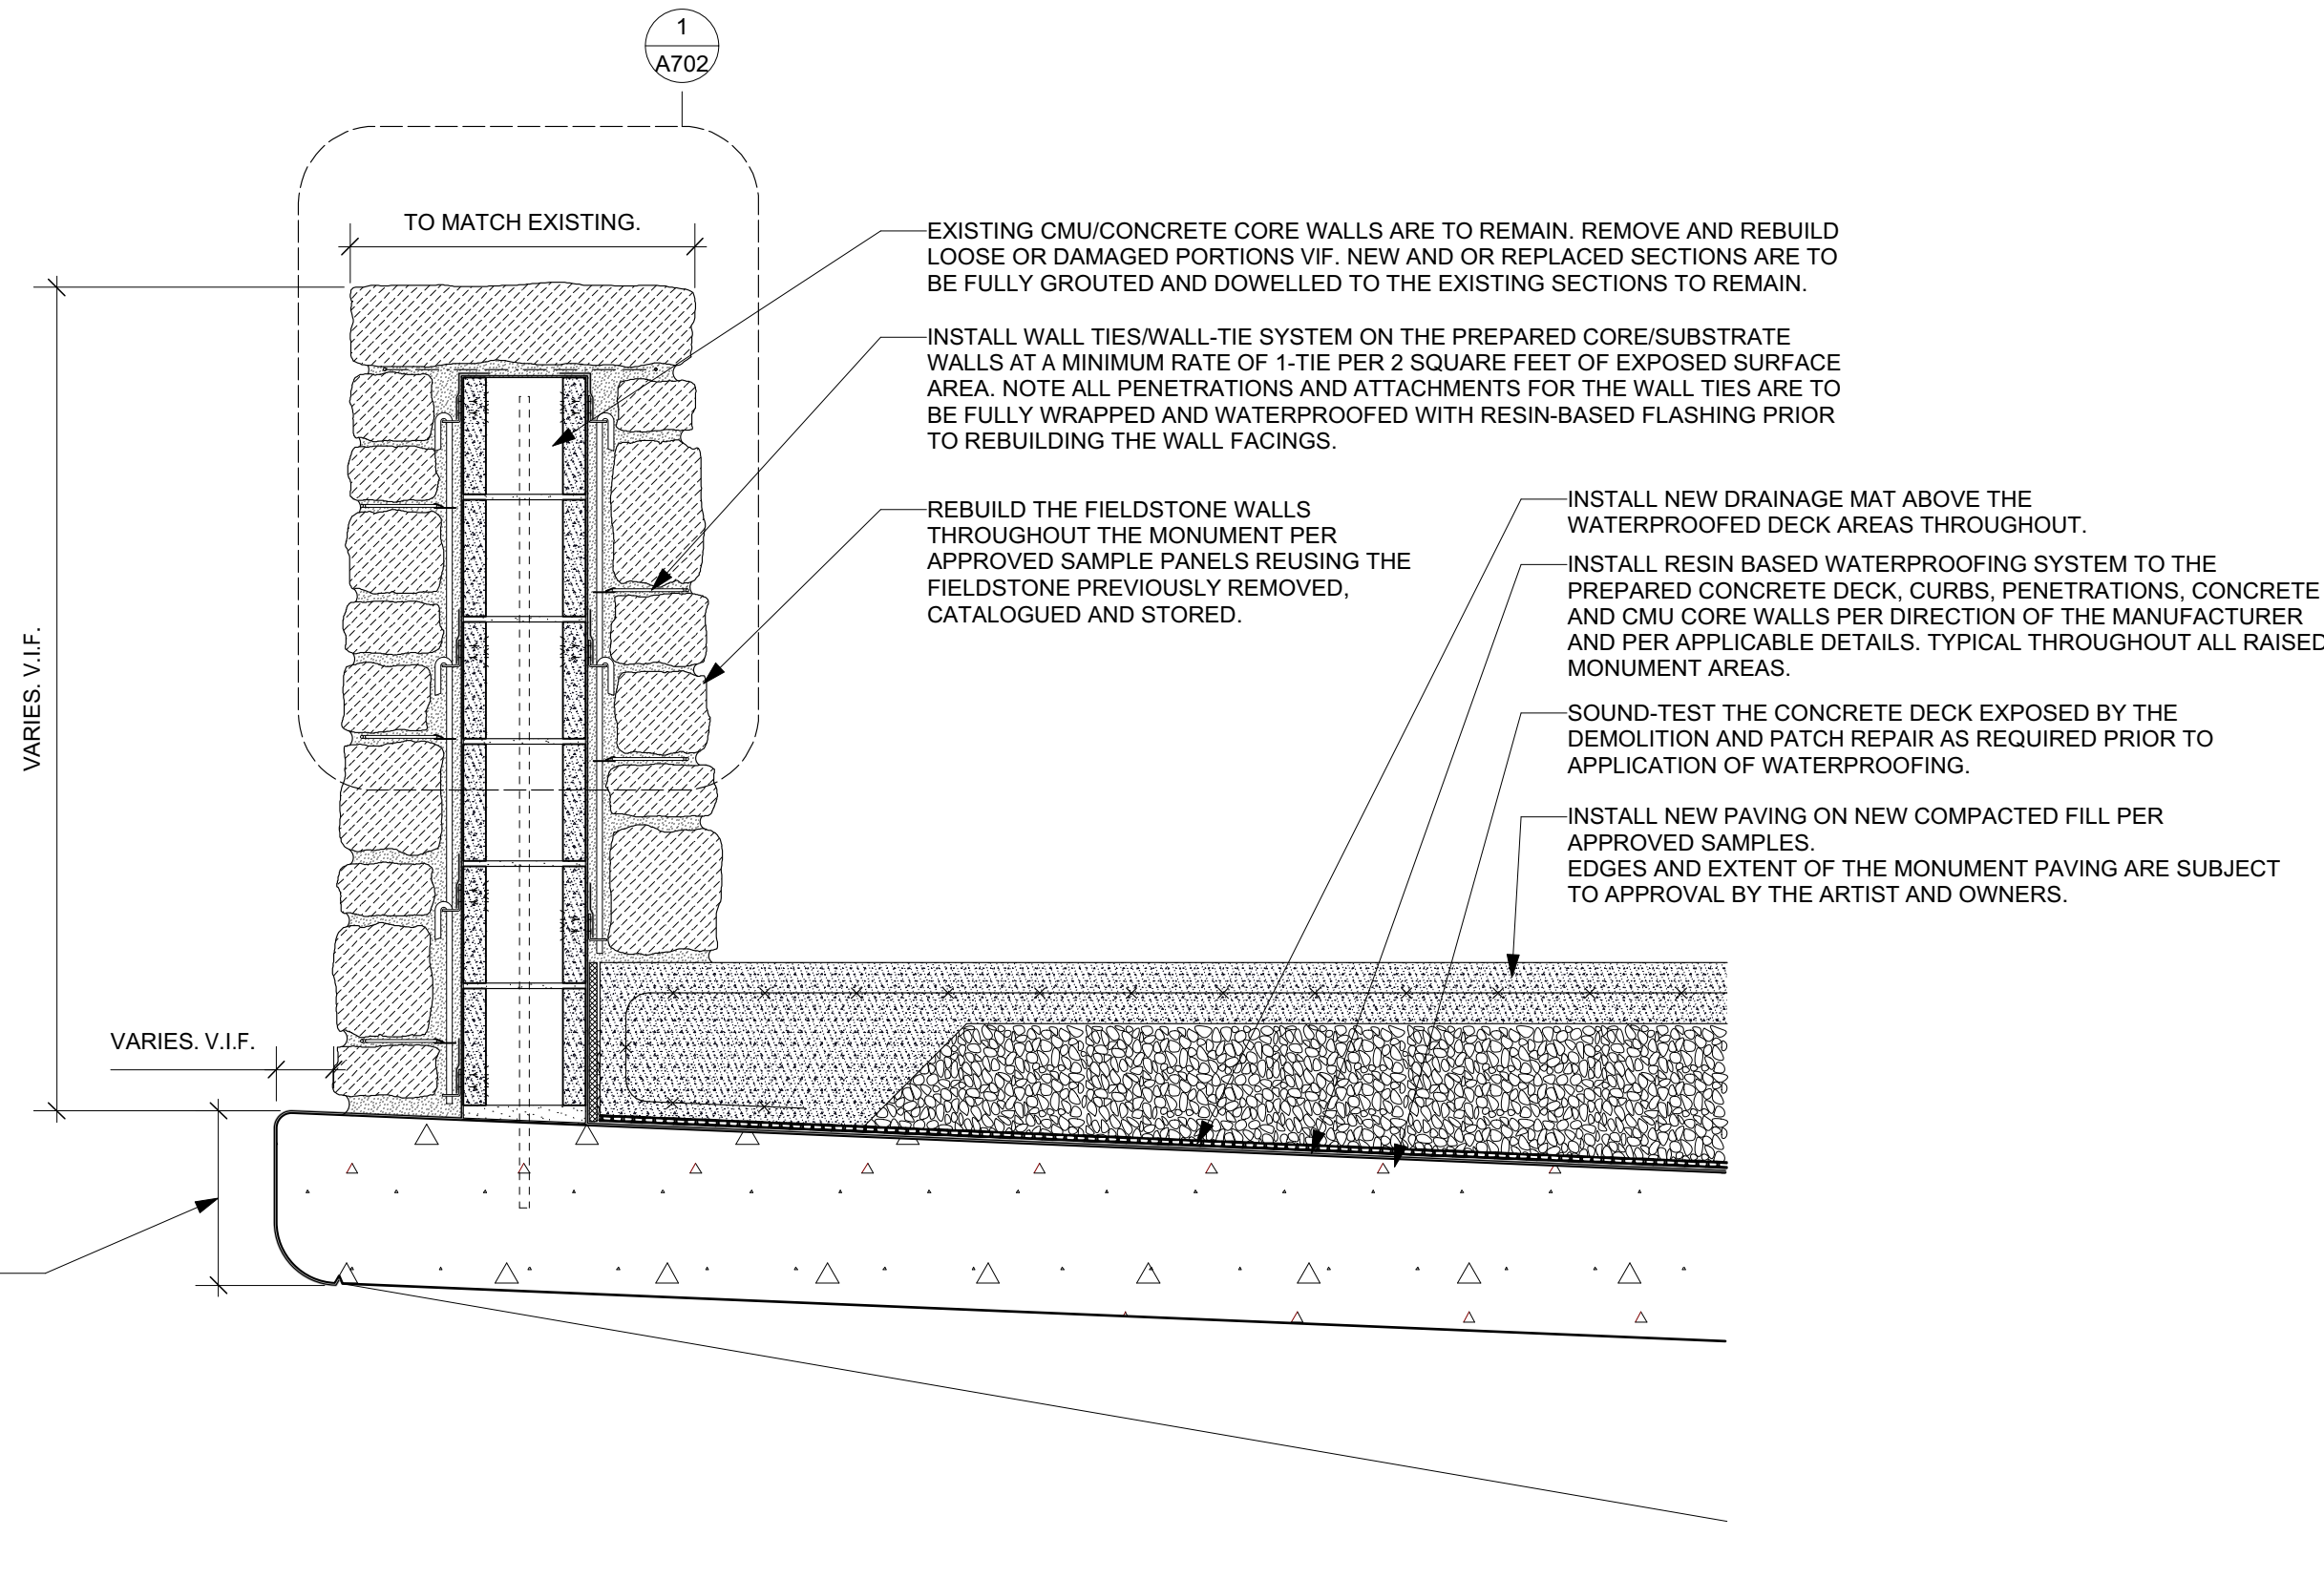 1
A702
TO MATCH EXISTING.
EXISTING CMU/CONCRETE CORE WALLS ARE TO REMAIN. REMOVE AND REBUILD
LOOSE OR DAMAGED PORTIONS VIF. NEW AND OR REPLACED SECTIONS ARE TO
BE FULLY GROUTED AND DOWELLED TO THE EXISTING SECTIONS TO REMAIN.
INSTALL WALL TIES/WALL-TIE SYSTEM ON THE PREPARED CORE/SUBSTRATE
WALLS AT A MINIMUM RATE OF 1-TIE PER 2 SQUARE FEET OF EXPOSED SURFACE
AREA. NOTE ALL PENETRATIONS AND ATTACHMENTS FOR THE WALL TIES ARE TO
BE FULLY WRAPPED AND WATERPROOFED WITH RESIN-BASED FLASHING PRIOR
TO REBUILDING THE WALL FACINGS.
REBUILD THE FIELDSTONE WALLS
THROUGHOUT THE MONUMENT PER
APPROVED SAMPLE PANELS REUSING THE
FIELDSTONE PREVIOUSLY REMOVED,
CATALOGUED AND STORED.
INSTALL NEW DRAINAGE MAT ABOVE THE
WATERPROOFED DECK AREAS THROUGHOUT.
INSTALL RESIN BASED WATERPROOFING SYSTEM TO THE
PREPARED CONCRETE DECK, CURBS, PENETRATIONS, CONCRETE
AND CMU CORE WALLS PER DIRECTION OF THE MANUFACTURER
AND PER APPLICABLE DETAILS. TYPICAL THROUGHOUT ALL RAISED
MONUMENT AREAS.
SOUND-TEST THE CONCRETE DECK EXPOSED BY THE
DEMOLITION AND PATCH REPAIR AS REQUIRED PRIOR TO
APPLICATION OF WATERPROOFING.
INSTALL NEW PAVING ON NEW COMPACTED FILL PER
APPROVED SAMPLES.
EDGES AND EXTENT OF THE MONUMENT PAVING ARE SUBJECT
TO APPROVAL BY THE ARTIST AND OWNERS.
VARIES. V.I.F.
VARIES. V.I.F.